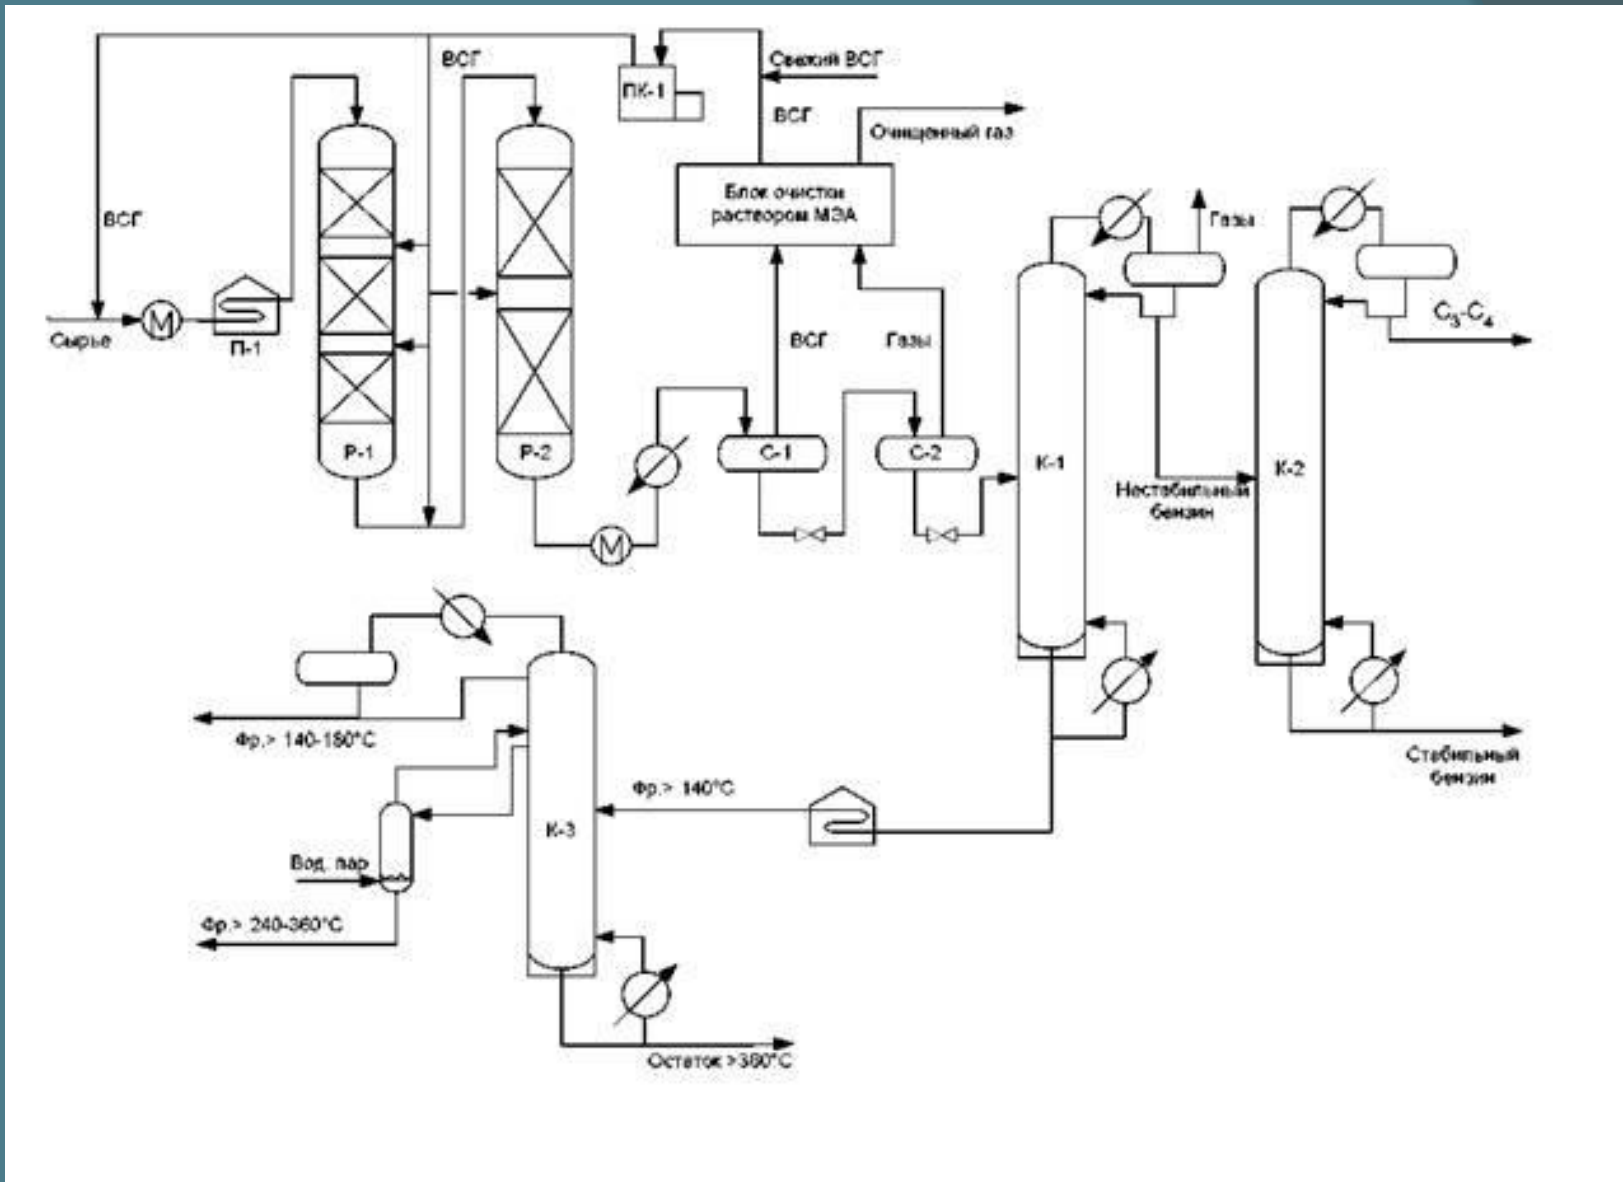 ВСГ
ПК-1
Свежий ВСГ
ВСГ
Очищенный газ
Блок очистки
раствором МЭА
ВСГ
Газы
С₃-С₄
М
Сырье
П-1
ВСГ
Газы
Р-1
Р-2
С-1
С-2
К-1
К-2
Нестабильный
бензин
М
Фр.> 140-180°С
Стабильный
бензин
Фр.> 140°С
К-3
Вод. пар
Фр.> 240-360°С
Остаток >360°С